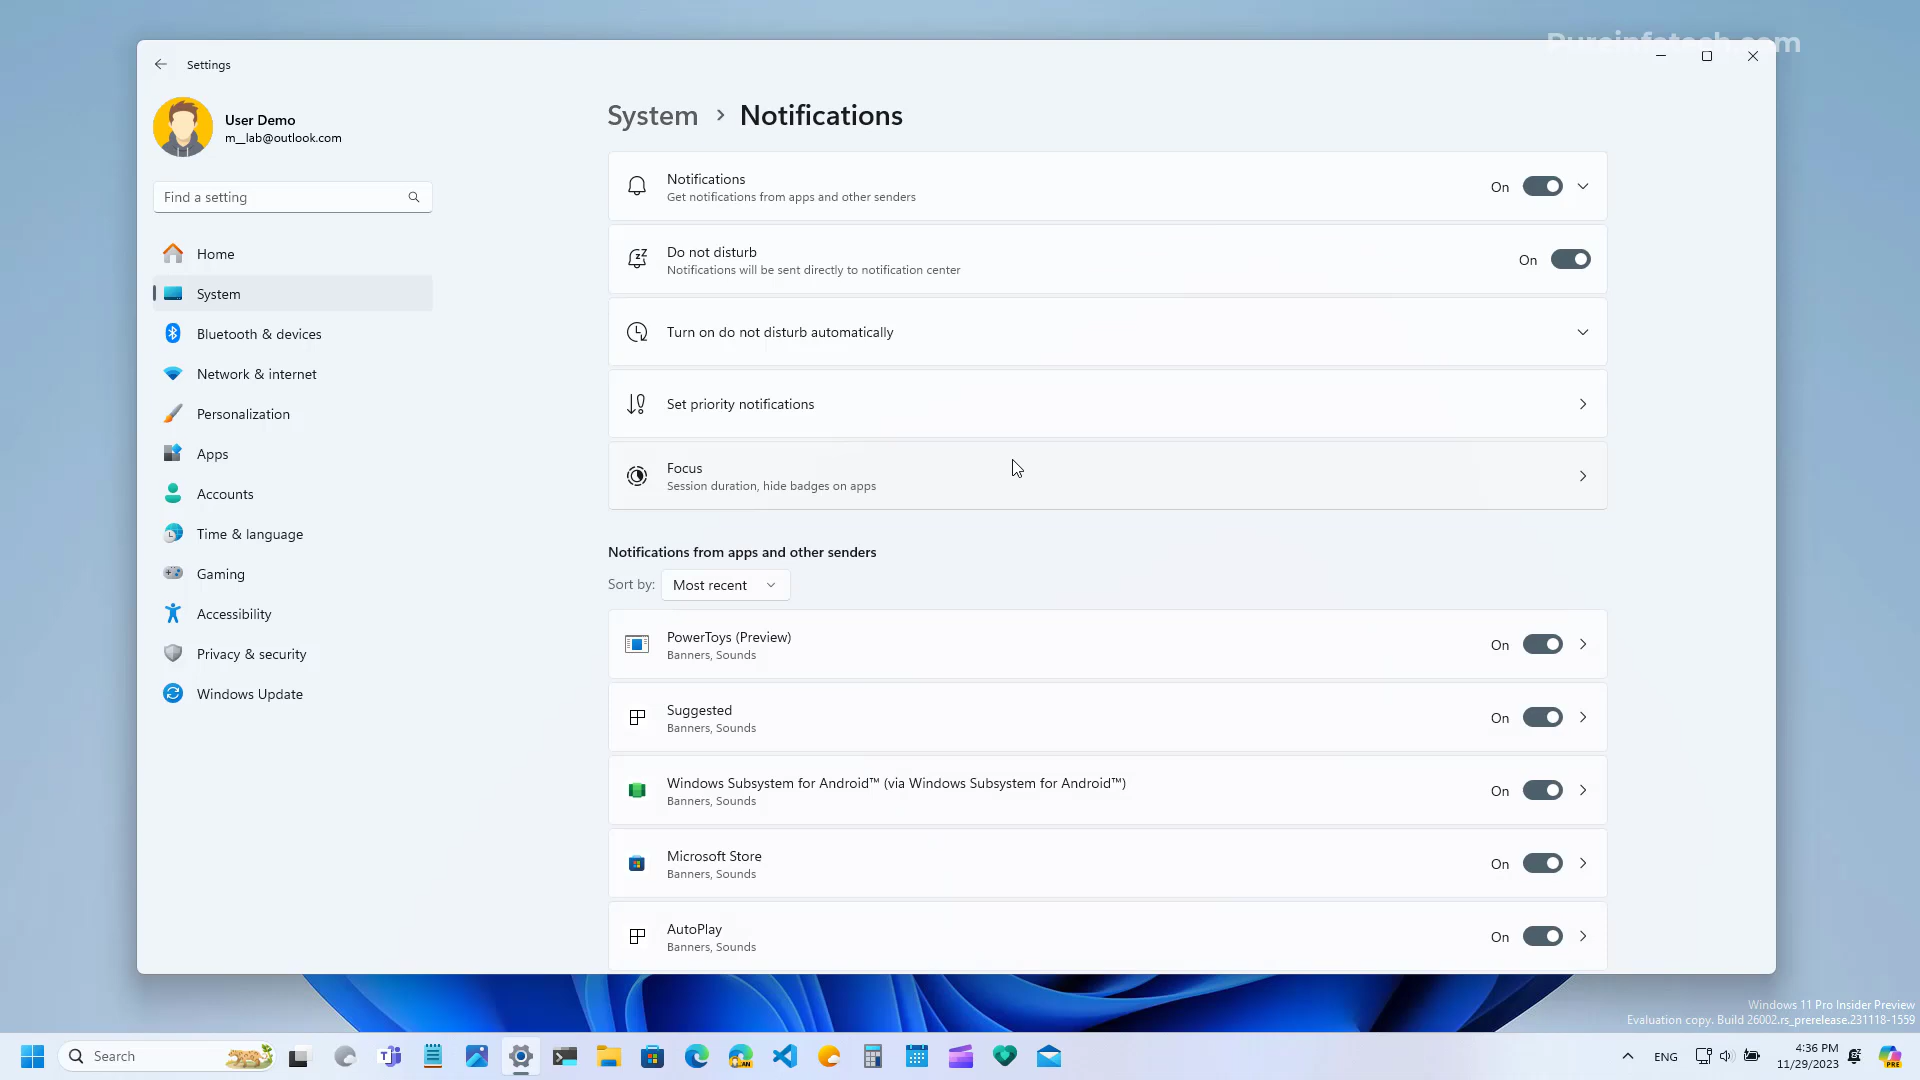 Pureinfotech.com
Settings
User Demo
m__lab@outlook.com
Find a setting
Home
System
Bluetooth & devices
Network & internet
Personalization
Apps
Accounts
Time & language
Gaming
Accessibility
Privacy & security
Windows Update
System > Notifications
Notifications
Get notifications from apps and other senders
On
Do not disturb
Notifications will be sent directly to notification center
On
Turn on do not disturb automatically
Set priority notifications
Focus
Session duration, hide badges on apps
Notifications from apps and other senders
Sort by: Most recent
PowerToys (Preview)
Banners, Sounds
On
Suggested
Banners, Sounds
On
Windows Subsystem for Android™ (via Windows Subsystem for Android™)
Banners, Sounds
On
Microsoft Store
Banners, Sounds
On
AutoPlay
Banners, Sounds
On
Windows 11 Pro Insider Preview
Evaluation copy. Build 26002.rs_prerelease.231118-1559
Search
CAN
ENG
4:36 PM
11/29/2023
PRE